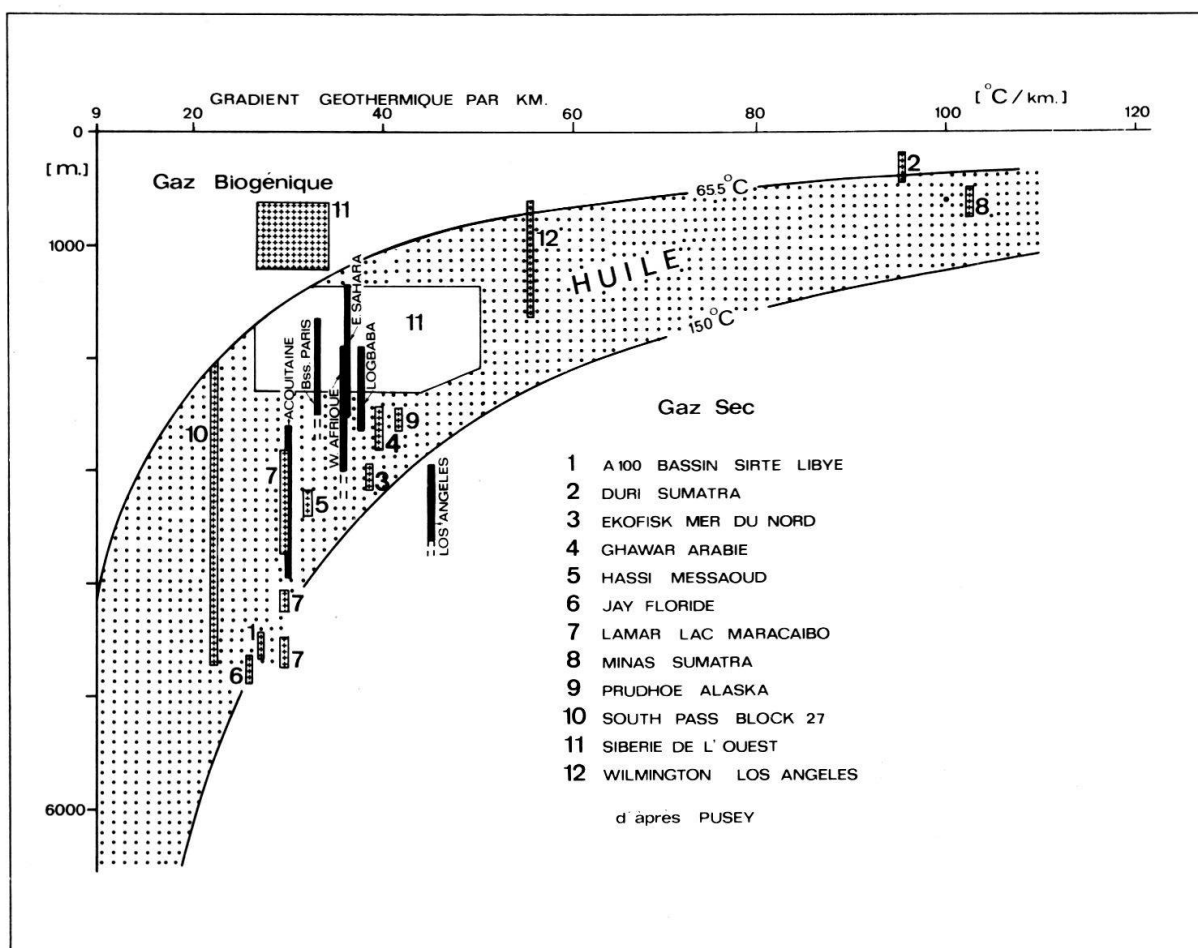 GRADIENT GEOTHERMIQUE PAR KM.
[°C/km.]
9 20 40 60 80 100 120
0
[m.]
Gaz Biogénique
11
1000
65.5°C
2
8
12
HUILE
150°C
11
E. SAHARA
Bss. PARIS
LOGBABA
ACQUITAINE
W. AFRIQUE
10
7
5
4
9
3
LOS ANGELES
7
1
7
6
6000
Gaz Sec
1 A100 BASSIN SIRTE LIBYE
2 DURI SUMATRA
3 EKOFISK MER DU NORD
4 GHAWAR ARABIE
5 HASSI MESSAOUD
6 JAY FLORIDE
7 LAMAR LAC MARACAIBO
8 MINAS SUMATRA
9 PRUDHOE ALASKA
10 SOUTH PASS BLOCK 27
11 SIBERIE DE L'OUEST
12 WILMINGTON LOS ANGELES
d'après PUSEY